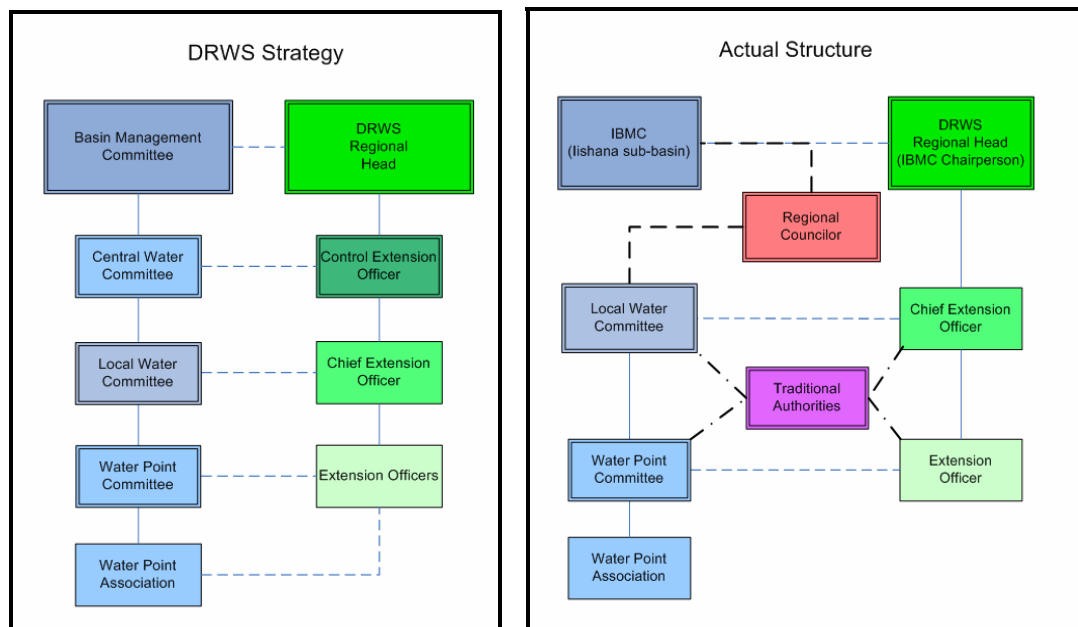 DRWS Strategy
Basin Management
Committee
DRWS
Regional
Head
Central Water
Committee
Control Extension
Officer
Local Water
Committee
Chief Extension
Officer
Water Point
Committee
Extension Officers
Water Point
Association
Actual Structure
IBMC
(Iishana sub-basin)
DRWS
Regional Head
(IBMC Chairperson)
Regional
Councilor
Local Water
Committee
Chief Extension
Officer
Traditional
Authorities
Water Point
Committee
Extension
Officer
Water Point
Association